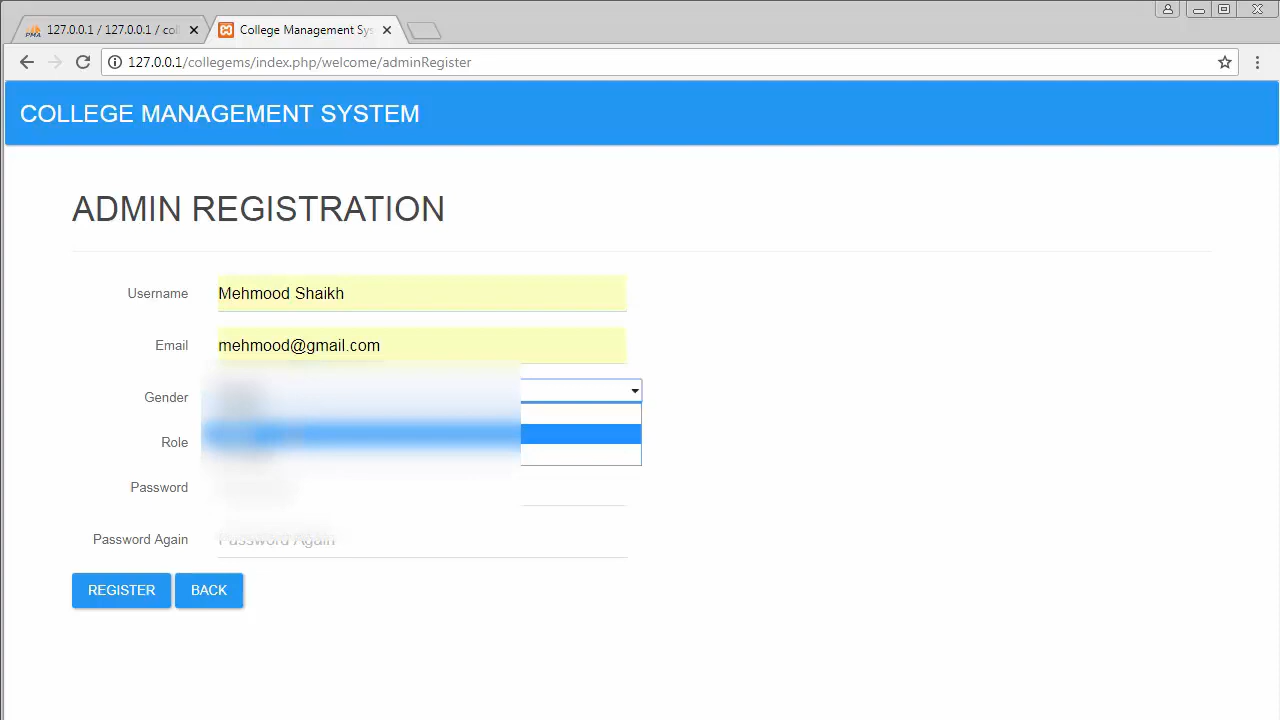 127.0.0.1 / 127.0.0.1 / col
College Management Sys
127.0.0.1/collegems/index.php/welcome/adminRegister
COLLEGE MANAGEMENT SYSTEM
ADMIN REGISTRATION
Username Mehmood Shaikh
Email mehmood@gmail.com
Gender
Role
Password
Password Again Password Again
REGISTER BACK